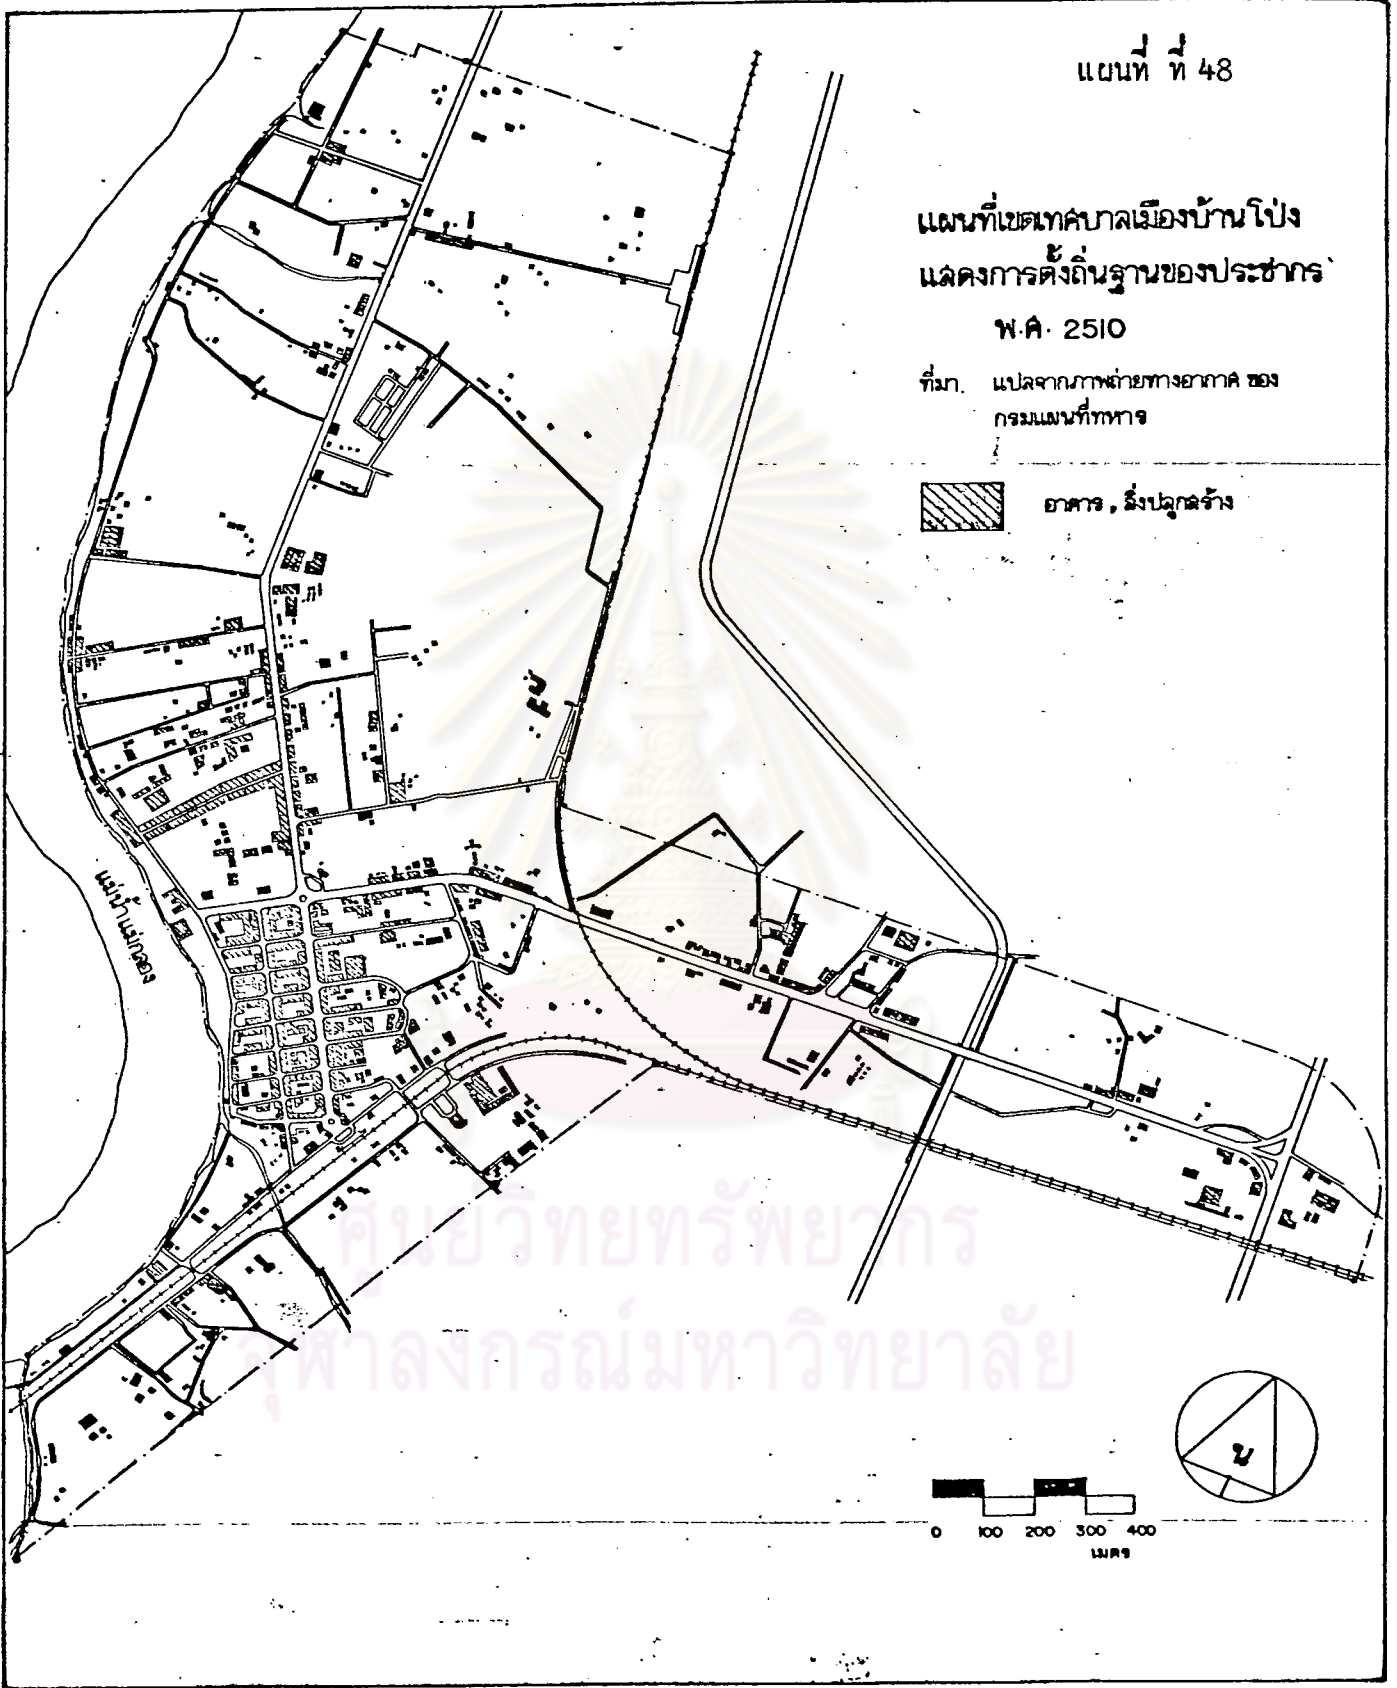 แผนที่ ที่ 48
แผนที่เขตเทศบาลเมืองบ้านโป่ง
แสดงการตั้งถิ่นฐานของประชากร
พ.ศ. 2510
ที่มา. แปลจากภาพถ่ายทางอากาศ ของ
กรมแผนที่ทหาร
อาคาร , สิ่งปลูกสร้าง
แม่น้ำแม่กลอง
ศูนย์วิทยทรัพยากร
จุฬาลงกรณ์มหาวิทยาลัย
น
0 100 200 300 400
เมตร